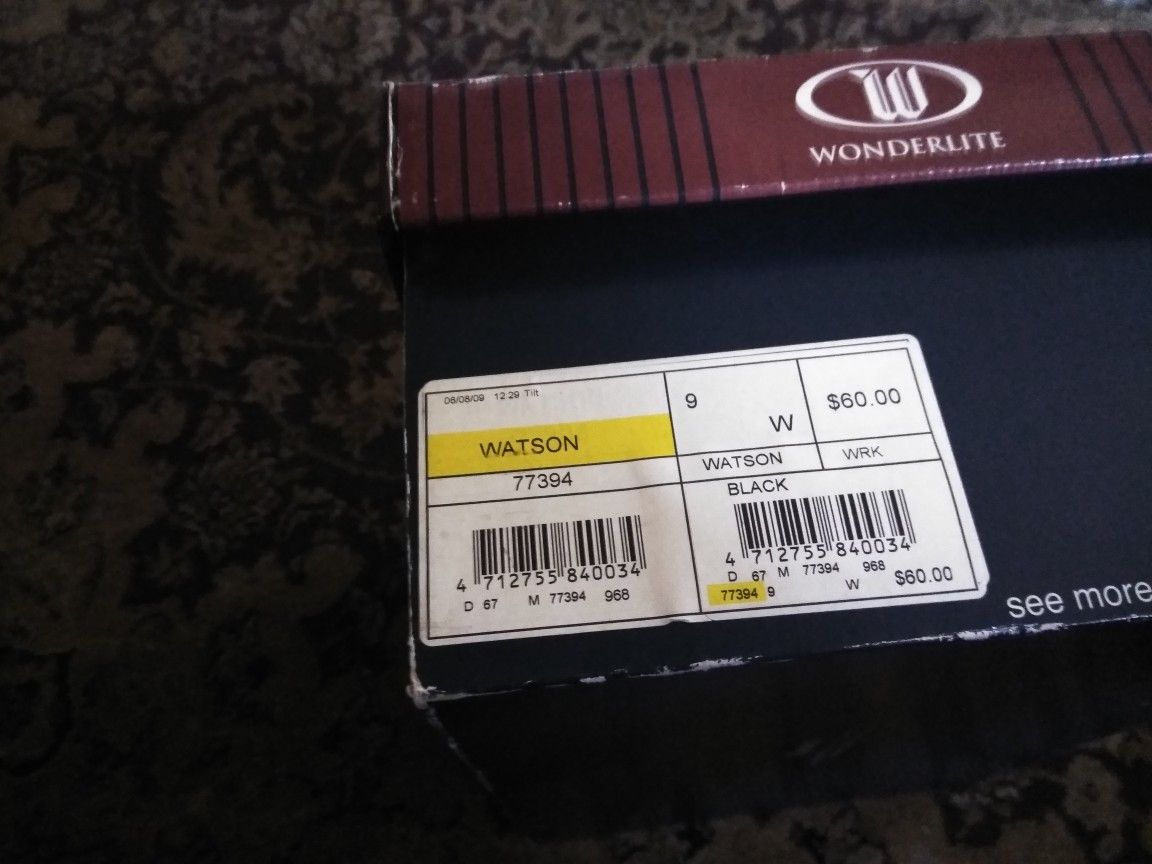 W
WONDERLITE
06/08/09 12:29 Tilt
WATSON
77394
9
W
$60.00
WATSON
WRK
BLACK
4 712755 840034
D 67 M 77394 968
4 712755 840034
D 67 M 77394 968
77394 9 W $60.00
see more